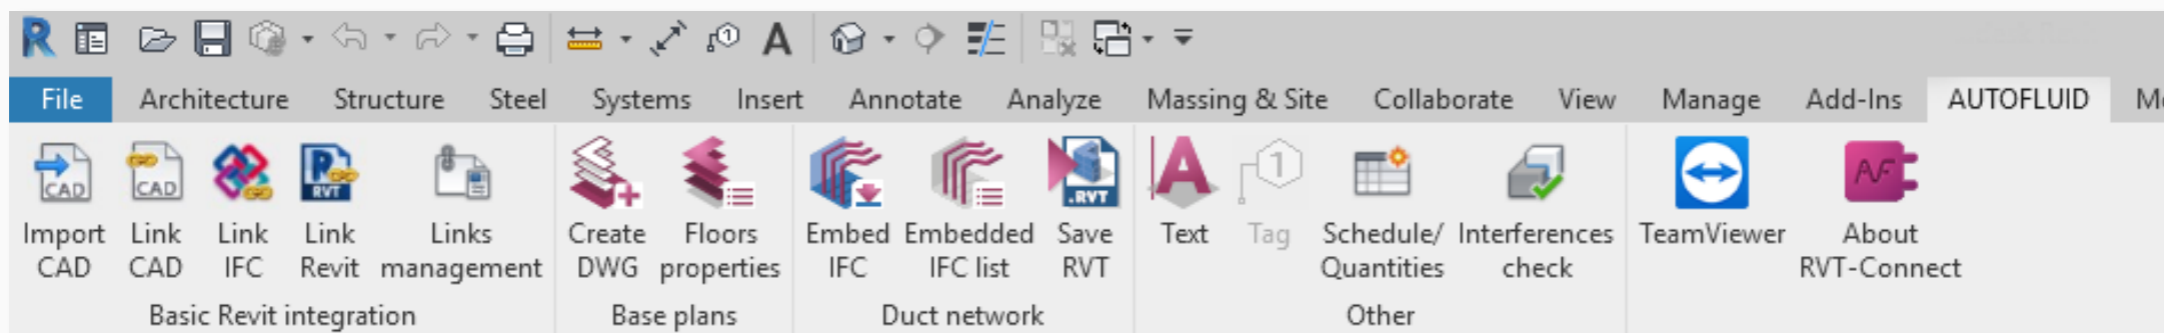 File Architecture Structure Steel Systems Insert Annotate Analyze Massing & Site Collaborate View Manage Add-Ins AUTOFLUID
Import CAD
Link CAD
Link IFC
Link Revit
Links management
Create DWG
Floors properties
Embed IFC
Embedded IFC list
Save RVT
Text
Tag
Schedule/ Quantities
Interferences check
TeamViewer
About RVT-Connect
Basic Revit integration
Base plans
Duct network
Other